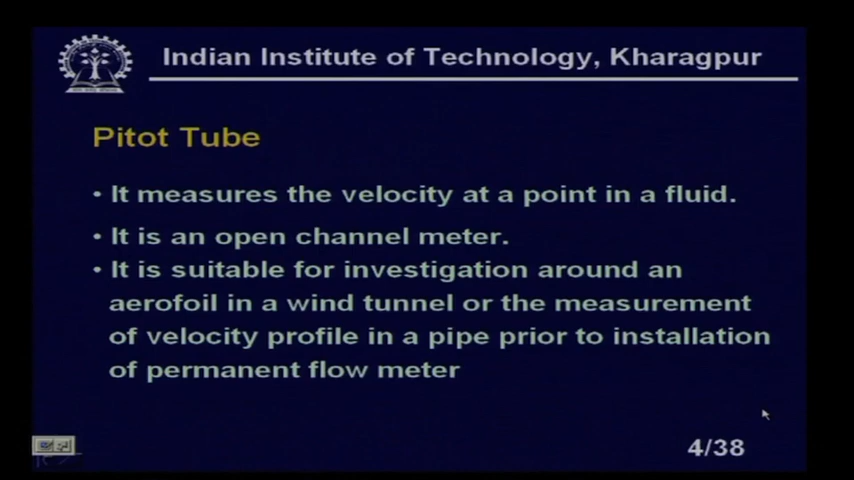 Indian Institute of Technology, Kharagpur
Pitot Tube
• It measures the velocity at a point in a fluid.
• It is an open channel meter.
• It is suitable for investigation around an
aerofoil in a wind tunnel or the measurement
of velocity profile in a pipe prior to installation
of permanent flow meter
4/38